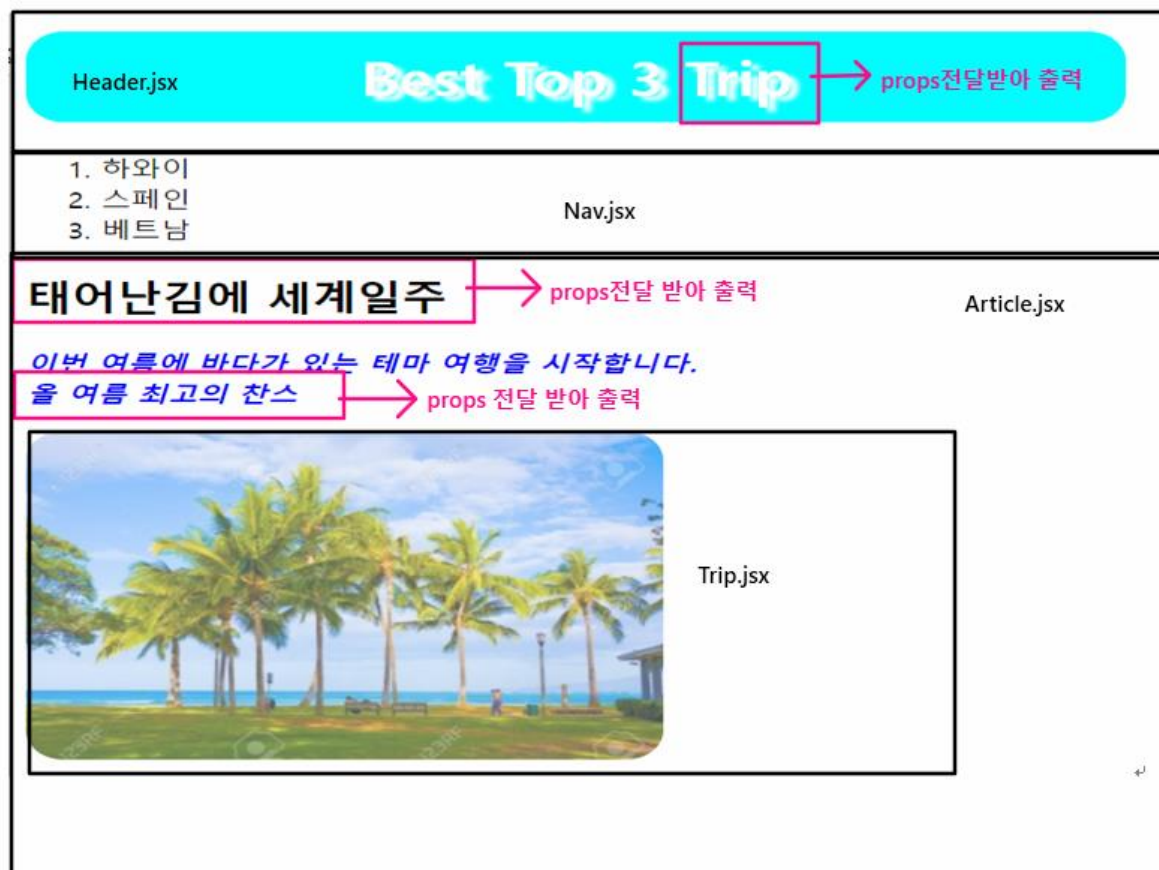 Header.jsx
Best Top 3 Trip
props전달받아 출력
1. 하와이
2. 스페인
3. 베트남
Nav.jsx
태어난김에 세계일주
props전달 받아 출력
Article.jsx
이번 여름에 바다가 있는 테마 여행을 시작합니다.
올 여름 최고의 찬스
props 전달 받아 출력
Trip.jsx
123RF
123RF
123RF